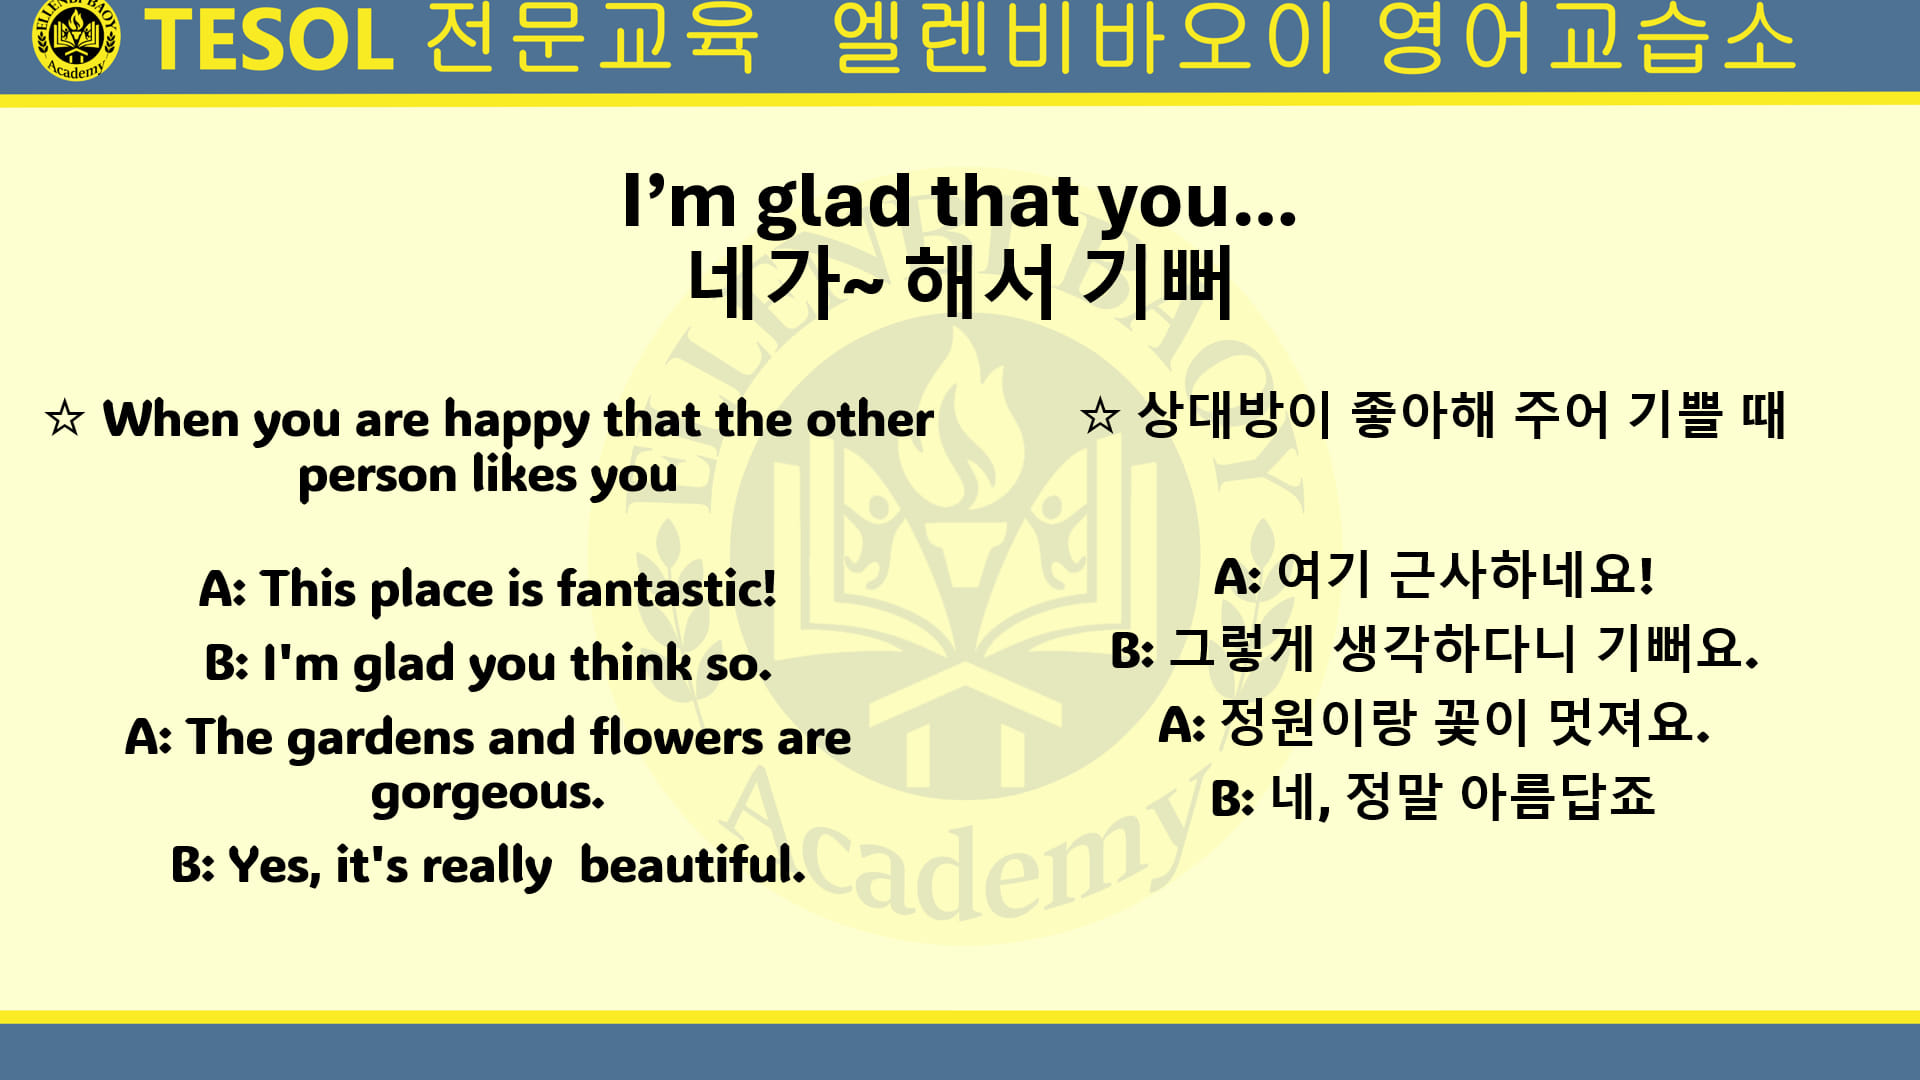 ELLENBI BAOY
Academy
TESOL 전문교육 엘렌비바오이 영어교습소
I’m glad that you...
네가~ 해서 기뻐
☆ When you are happy that the other
person likes you
A: This place is fantastic!
B: I'm glad you think so.
A: The gardens and flowers are
gorgeous.
B: Yes, it's really  beautiful.
☆ 상대방이 좋아해 주어 기쁠 때
A: 여기 근사하네요!
B: 그렇게 생각하다니 기뻐요.
A: 정원이랑 꽃이 멋져요.
B: 네, 정말 아름답죠
ELLENBI BAOY
Academy